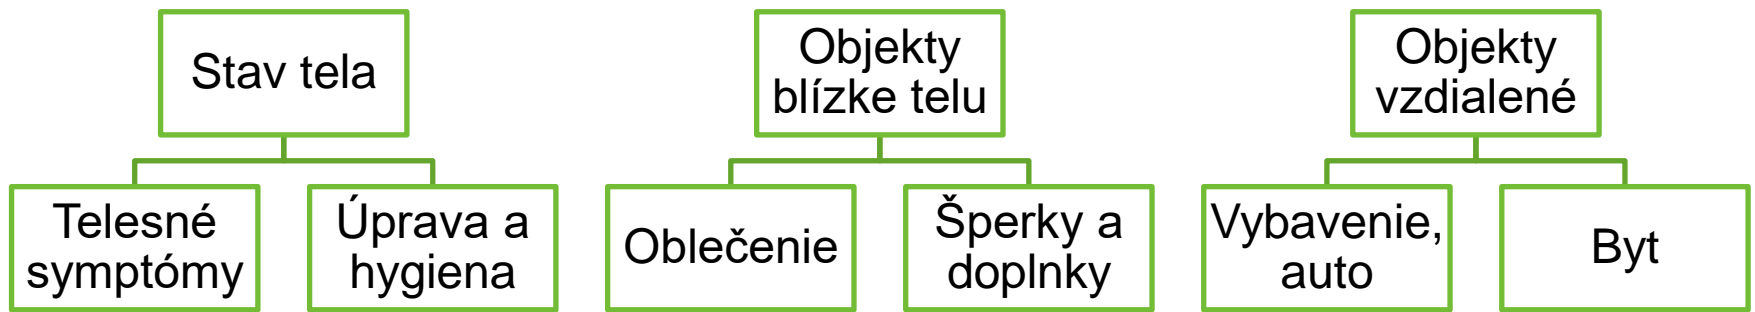 Stav tela
Objekty
blízke telu
Objekty
vzdialené
Telesné
symptómy
Úprava a
hygiena
Oblečenie
Šperky a
doplnky
Vybavenie,
auto
Byt